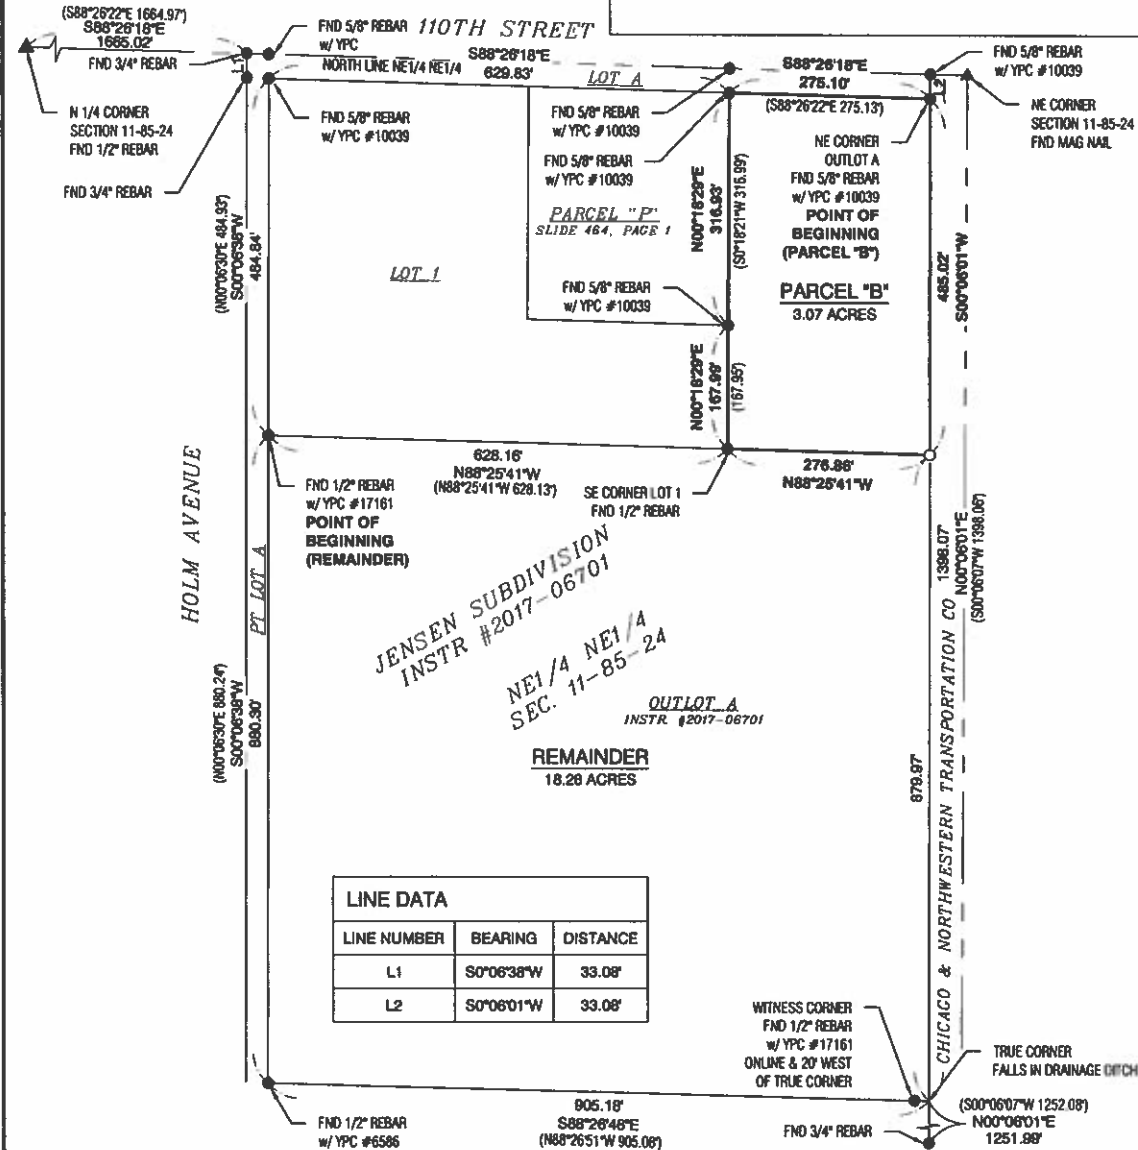 (S88°26'22"E 1664.97')
S88°26'18"E
1665.02'
FND 3/4" REBAR
L1
FND 5/8" REBAR
w/ YPC
110TH STREET
NORTH LINE NE1/4 NE1/4
S88°26'18"E
629.83'
LOT A
S88°26'18"E
275.10'
(S88°26'22"E 275.13')
L2
FND 5/8" REBAR
w/ YPC #10039
NE CORNER
SECTION 11-85-24
FND MAG NAIL
N 1/4 CORNER
SECTION 11-85-24
FND 1/2" REBAR
FND 3/4" REBAR
FND 5/8" REBAR
w/ YPC #10039
FND 5/8" REBAR
w/ YPC #10039
FND 5/8" REBAR
w/ YPC #10039
NE CORNER
OUTLOT A
FND 5/8" REBAR
w/ YPC #10039
POINT OF
BEGINNING
(PARCEL "B")
PARCEL "B"
3.07 ACRES
PARCEL "P"
SLIDE 464, PAGE 1
N00°18'29"E
316.93'
(S0°18'21"W 316.99')
(N00°06'30"E 484.93')
S00°06'38"W
484.84'
LOT 1
FND 5/8" REBAR
w/ YPC #10039
485.02'
S00°06'01"W
N00°18'29"E
167.99'
(167.95')
HOLM AVENUE
FND 1/2" REBAR
w/ YPC #17161
POINT OF
BEGINNING
(REMAINDER)
628.16'
N88°25'41"W
(N88°25'41"W 628.13')
SE CORNER LOT 1
FND 1/2" REBAR
276.86'
N88°25'41"W
1398.07'
N00°06'01"E
(S00°06'07"W 1398.06')
PT LOT A
JENSEN SUBDIVISION
INSTR #2017-06701
NE1/4 NE1/4
SEC. 11-85-24
OUTLOT A
INSTR #2017-06701
REMAINDER
18.28 ACRES
(N00°06'30"E 880.24')
S00°06'38"W
880.30'
879.97'
CHICAGO & NORTHWESTERN TRANSPORTATION CO
LINE DATA
LINE NUMBER BEARING DISTANCE
L1 S0°06'38"W 33.08'
L2 S0°06'01"W 33.08'
WITNESS CORNER
FND 1/2" REBAR
w/ YPC #17161
ONLINE & 20' WEST
OF TRUE CORNER
TRUE CORNER
FALLS IN DRAINAGE DITCH
FND 1/2" REBAR
w/ YPC #6586
905.18'
S88°26'48"E
(N88°26'51"W 905.06')
FND 3/4" REBAR
(S00°06'07"W 1252.08')
N00°06'01"E
1251.99'